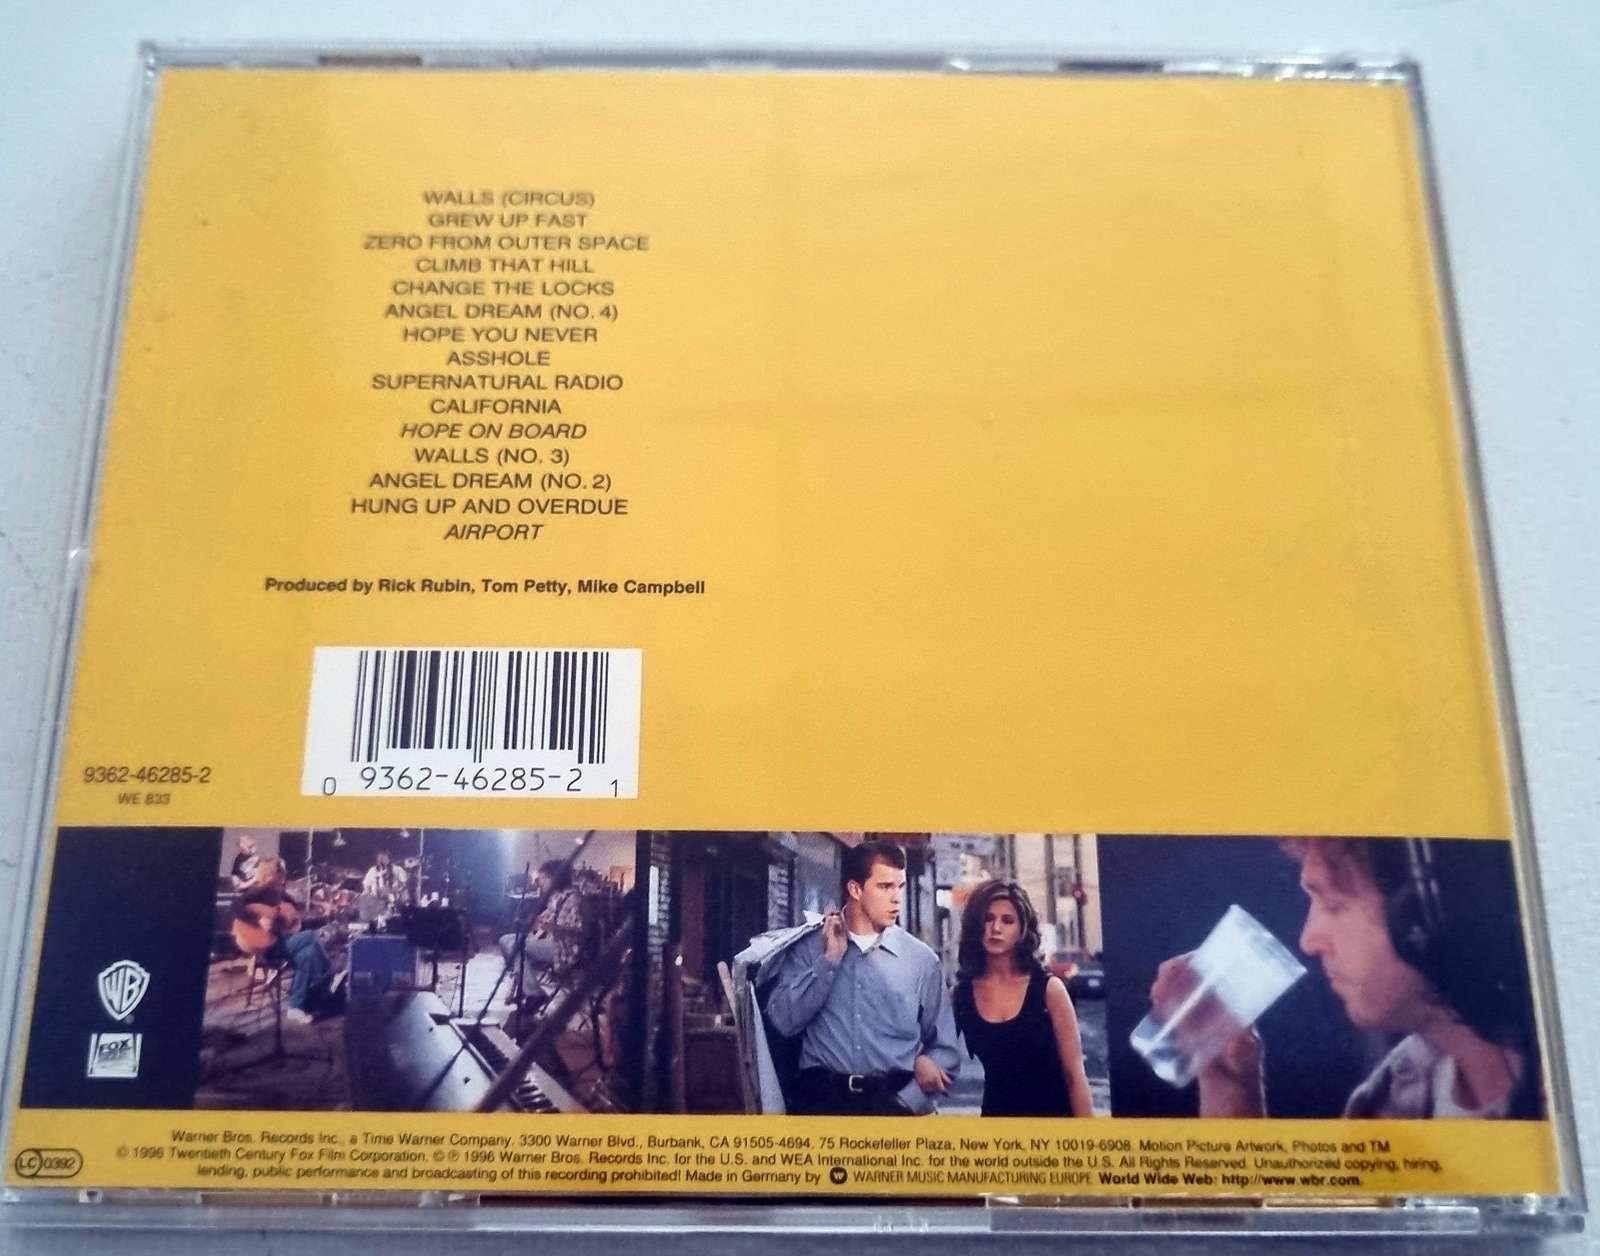 WALLS (CIRCUS)
GREW UP FAST
ZERO FROM OUTER SPACE
CLIMB THAT HILL
CHANGE THE LOCKS
ANGEL DREAM (NO. 4)
HOPE YOU NEVER
ASSHOLE
SUPERNATURAL RADIO
CALIFORNIA
HOPE ON BOARD
WALLS (NO. 3)
ANGEL DREAM (NO. 2)
HUNG UP AND OVERDUE
AIRPORT
Produced by Rick Rubin, Tom Petty, Mike Campbell
0 9362-46285-2 1
9362-46285-2
WE 833
WB
FOX
Warner Bros. Records Inc., a Time Warner Company. 3300 Warner Blvd., Burbank, CA 91505-4694. 75 Rockefeller Plaza, New York, NY 10019-6908. Motion Picture Artwork, Photos and TM
© 1996 Twentieth Century Fox Film Corporation. © ℗ 1996 Warner Bros. Records Inc. for the U.S. and WEA International Inc. for the world outside the U.S. All Rights Reserved. Unauthorized copying, hiring,
lending, public performance and broadcasting of this recording prohibited! Made in Germany by WARNER MUSIC MANUFACTURING EUROPE World Wide Web: http://www.wbr.com.
LC 0392